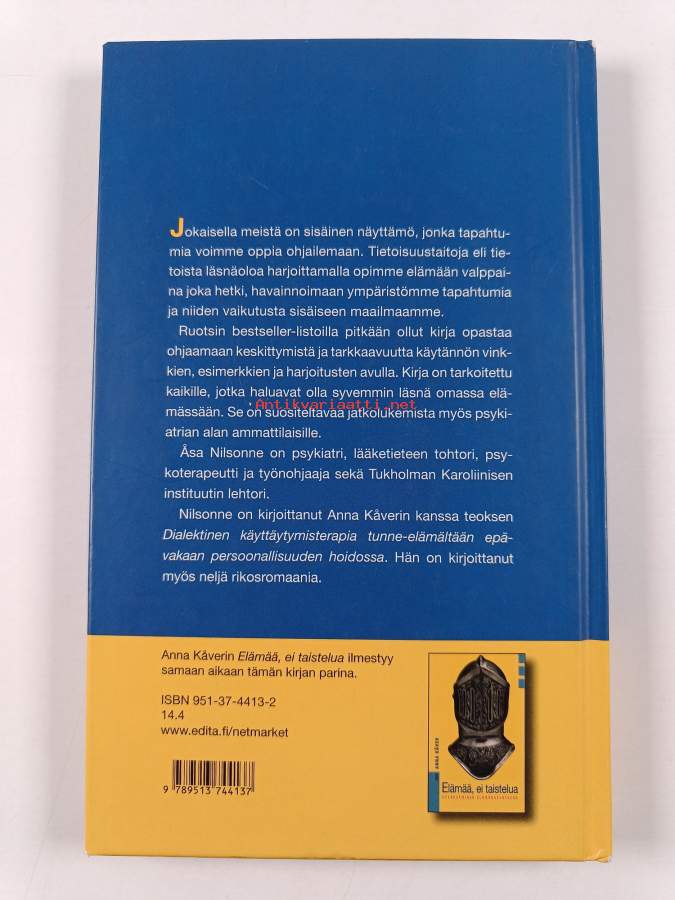 Jokaisella meistä on sisäinen näyttämö, jonka tapahtu-
mia voimme oppia ohjailemaan. Tietoisuustaitoja eli tie-
toista läsnäoloa harjoittamalla opimme elämään valppai-
na joka hetki, havainnoimaan ympäristömme tapahtumia
ja niiden vaikutusta sisäiseen maailmaamme.
Ruotsin bestseller-listoilla pitkään ollut kirja opastaa
ohjaamaan keskittymistä ja tarkkaavuutta käytännön vink-
kien, esimerkkien ja harjoitusten avulla. Kirja on tarkoitettu
kaikille, jotka haluavat olla syvemmin läsnä omassa elä-
mässään. Se on suositeltavaa jatkolukemista myös psyki-
atrian alan ammattilaisille.
Antikvariaatti.net
Åsa Nilsonne on psykiatri, lääketieteen tohtori, psy-
koterapeutti ja työnohjaaja sekä Tukholman Karoliinisen
instituutin lehtori.
Nilsonne on kirjoittanut Anna Kåverin kanssa teoksen
Dialektinen käyttäytymisterapia tunne-elämältään epä-
vakaan persoonallisuuden hoidossa. Hän on kirjoittanut
myös neljä rikosromaania.
Anna Kåverin Elämää, ei taistelua ilmestyy
samaan aikaan tämän kirjan parina.
ISBN 951-37-4413-2
14.4
www.edita.fi/netmarket
9 789513 744137
ANNA KÅVER
Elämää, ei taistelua